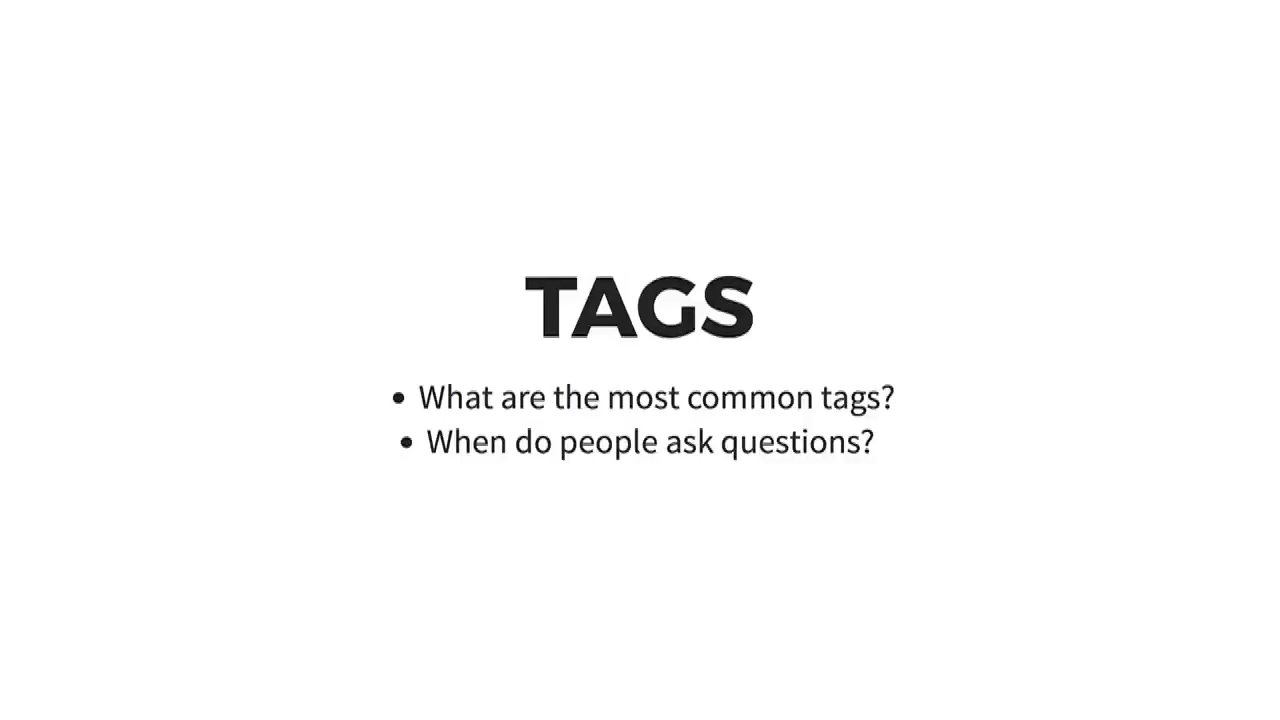 TAGS
• What are the most common tags?
• When do people ask questions?